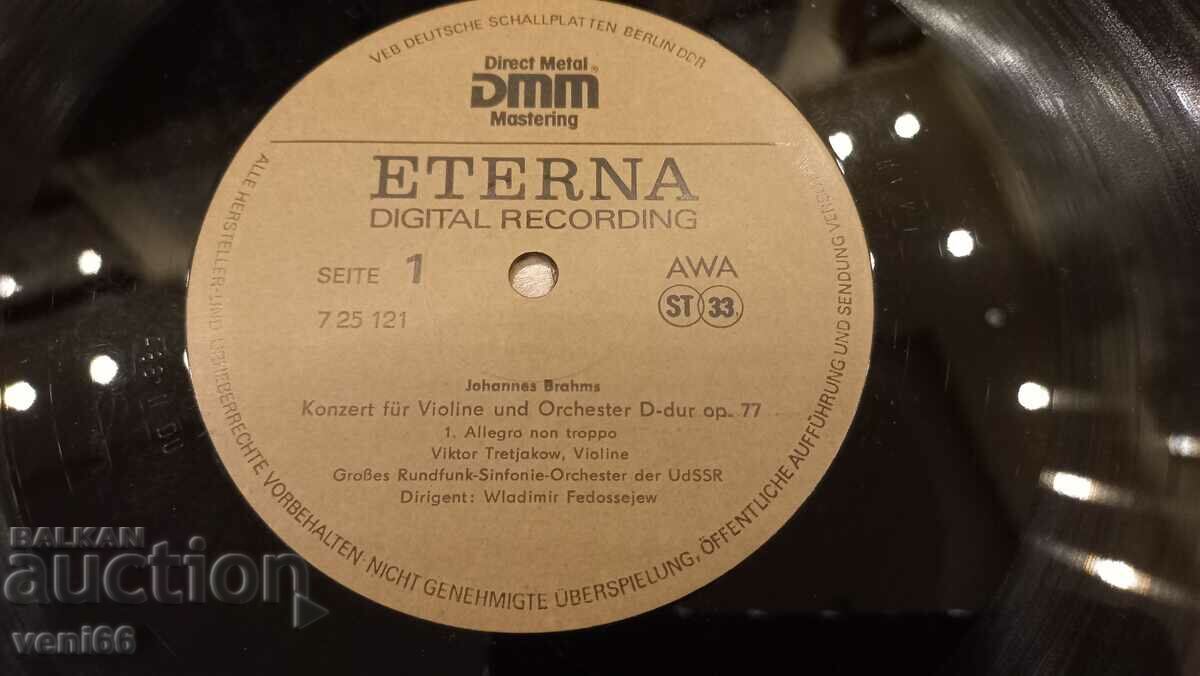 VEB DEUTSCHE SCHALLPLATTEN BERLIN DDR
Direct Metal
DMM ®
Mastering
ETERNA
DIGITAL RECORDING
SEITE 1
AWA
7 25 121
ST 33
Johannes Brahms
Konzert für Violine und Orchester D-dur op. 77
1. Allegro non troppo
Viktor Tretjakow, Violine
Großes Rundfunk-Sinfonie-Orchester der UdSSR
Dirigent: Wladimir Fedossejew
ALLE HERSTELLER- UND URHEBERRECHTE VORBEHALTEN · NICHT GENEHMIGTE ÜBERSPIELUNG, ÖFFENTLICHE AUFFÜHRUNG UND SENDUNG
BALKAN
auction
veni66